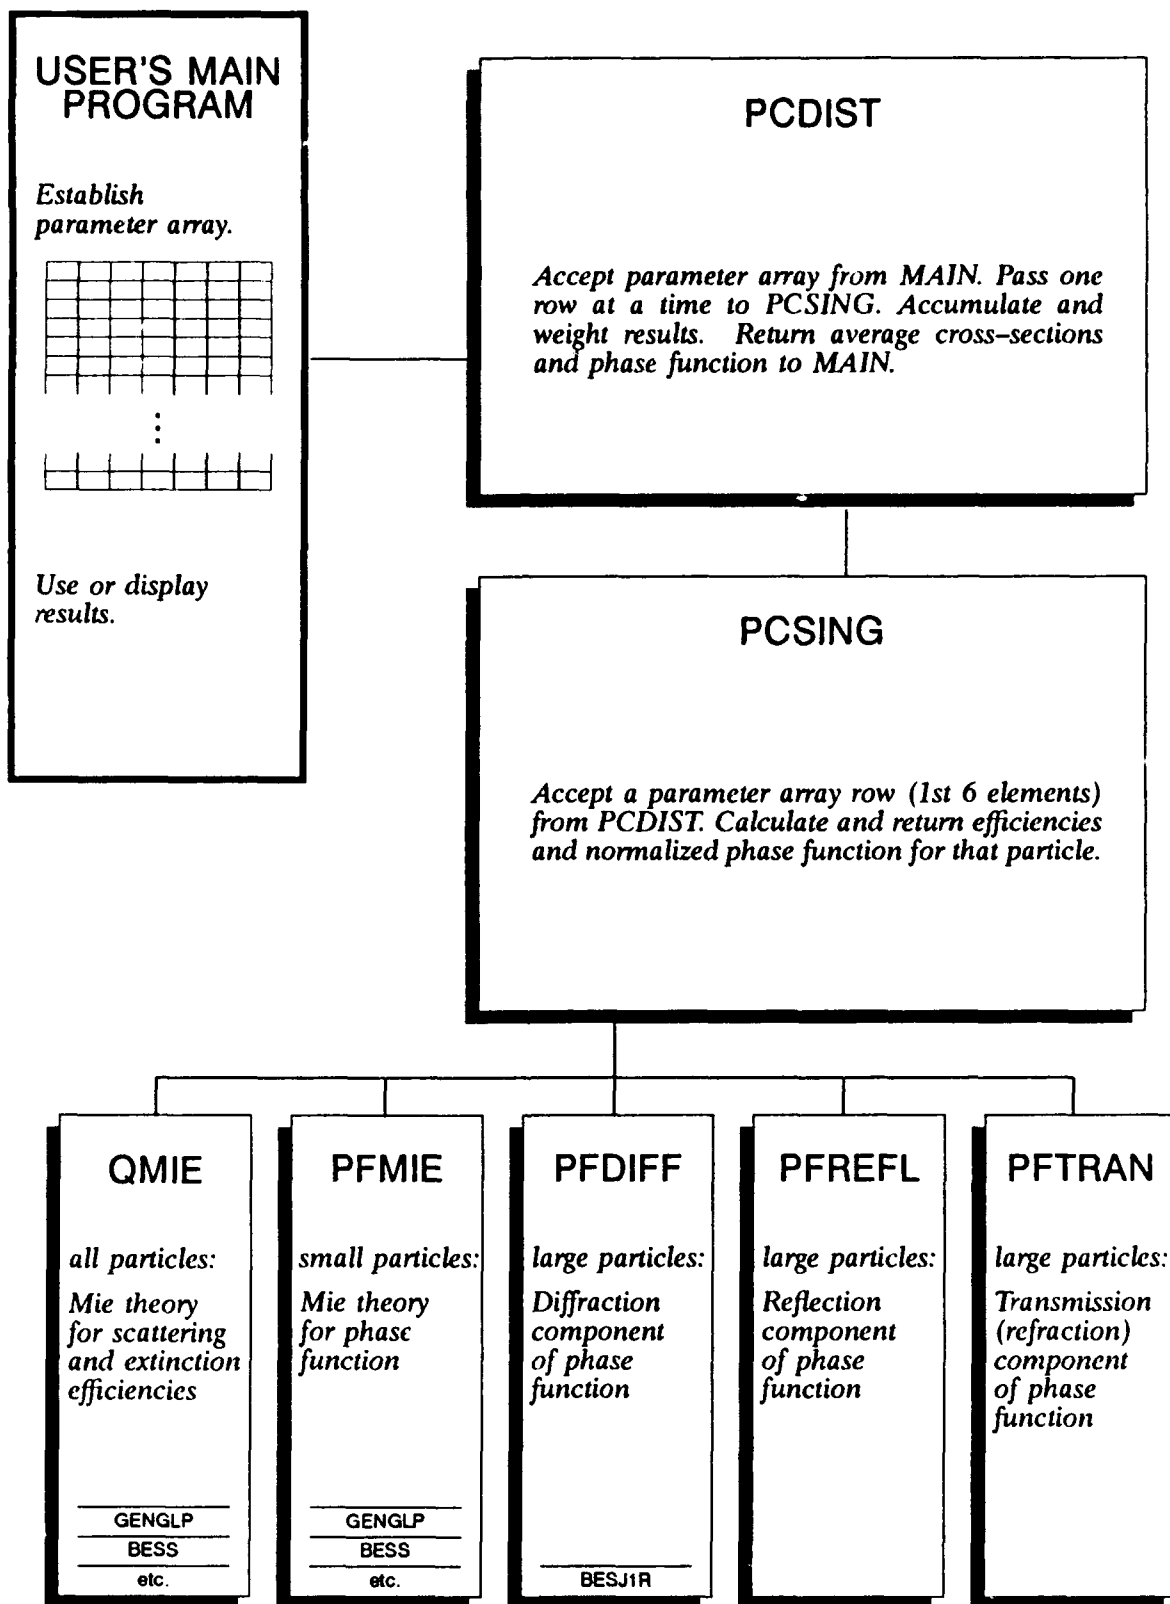 USER'S MAIN
PROGRAM
Establish
parameter array.
Use or display
results.
PCDIST
Accept parameter array from MAIN. Pass one
row at a time to PCSING. Accumulate and
weight results. Return average cross-sections
and phase function to MAIN.
PCSING
Accept a parameter array row (1st 6 elements)
from PCDIST. Calculate and return efficiencies
and normalized phase function for that particle.
QMIE
all particles:
Mie theory
for scattering
and extinction
efficiencies
GENGLP
BESS
etc.
PFMIE
small particles:
Mie theory
for phase
function
GENGLP
BESS
etc.
PFDIFF
large particles:
Diffraction
component
of phase
function
BESJ1R
PFREFL
large particles:
Reflection
component
of phase
function
PFTRAN
large particles:
Transmission
(refraction)
component
of phase
function